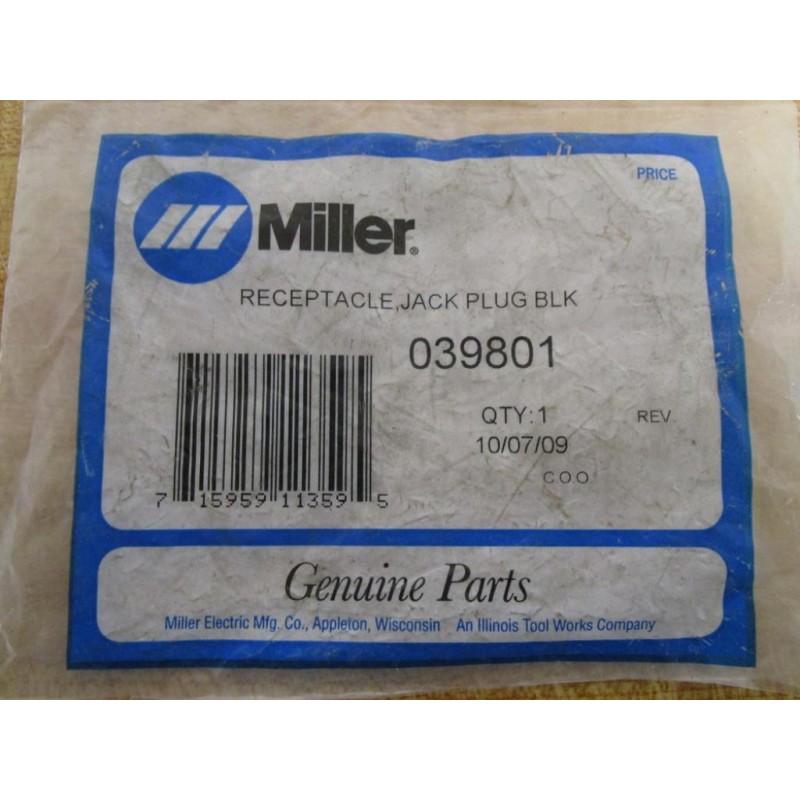 PRICE
Miller®
RECEPTACLE,JACK PLUG BLK
039801
QTY:1
REV.
10/07/09
C.O.O.
7 15959 11359 5
Genuine Parts
Miller Electric Mfg. Co., Appleton, Wisconsin An Illinois Tool Works Company